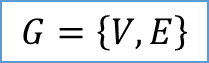 G = {V, E}